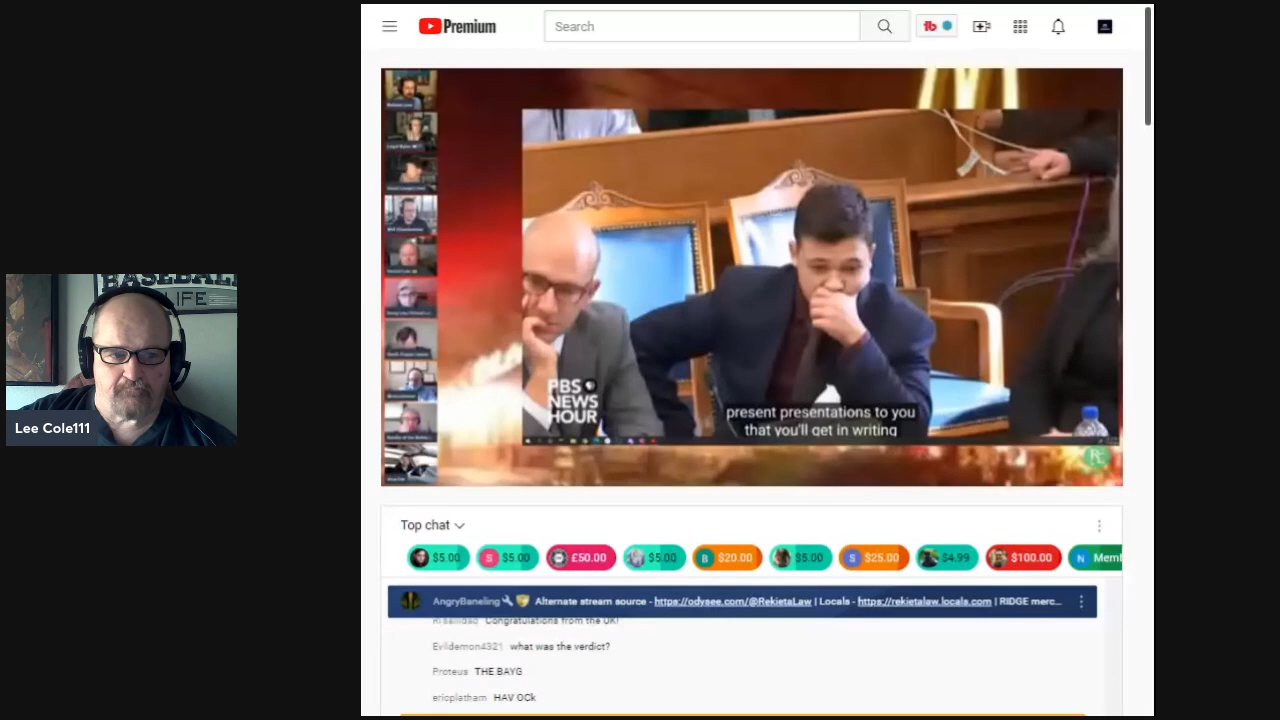 Premium
Search
BASEBALL
LIFE
Lee Cole111
PBS
NEWS
HOUR
present presentations to you
that you'll get in writing
Top chat
$5.00
S $5.00
£50.00
$5.00
B $20.00
$5.00
S $25.00
$4.99
$100.00
N Memb
AngryBaneling Alternate stream source - https://odysee.com/@RekietaLaw | Locals - https://rekietalaw.locals.com | RIDGE merc...
Congratulations from the UK!
Evildemon4321 what was the verdict?
Proteus THE BAYG
ericplatham HAV OCk